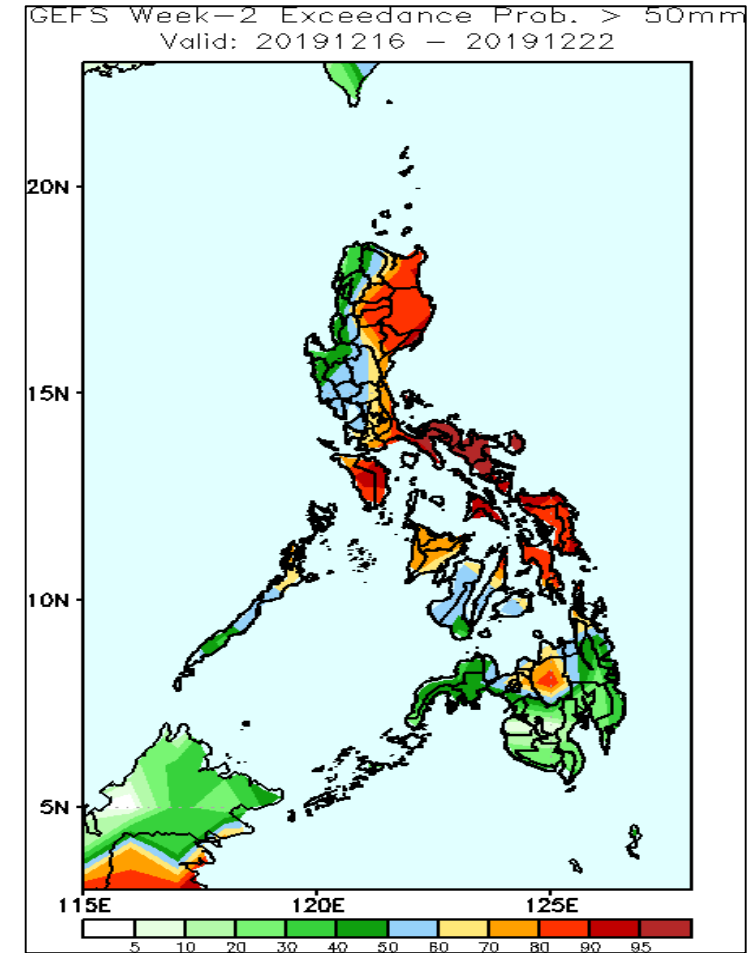 GEFS Week-2 Exceedance Prob. > 50mm
Valid: 20191216 - 20191222
20N
15N
10N
5N
115E 120E 125E
5 10 20 30 40 50 60 70 80 90 95